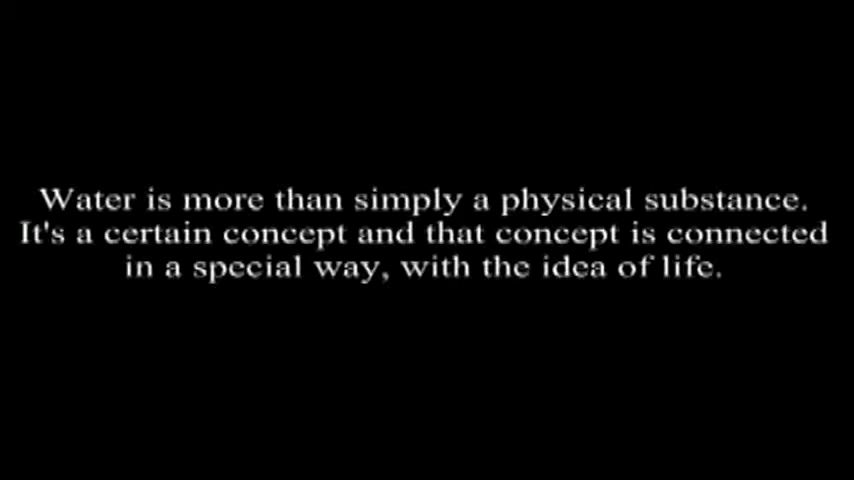 Water is more than simply a physical substance.
It's a certain concept and that concept is connected
in a special way, with the idea of life.